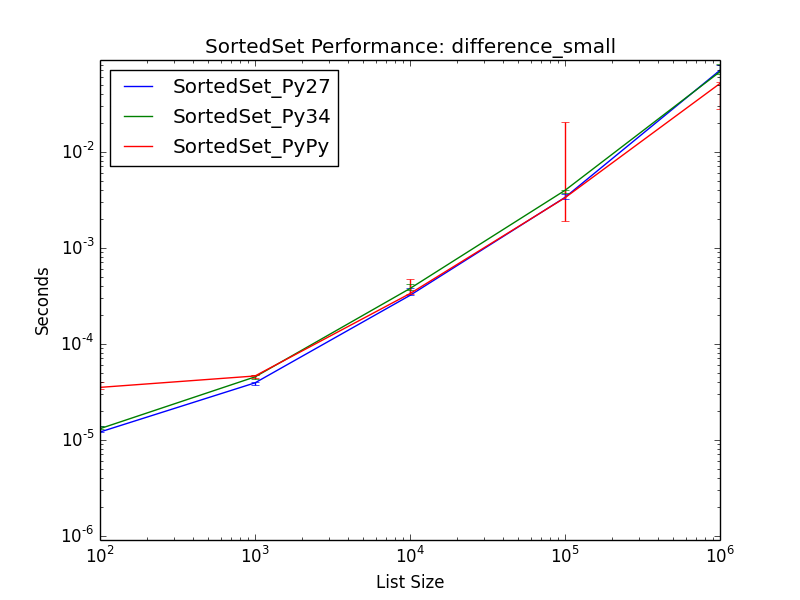 SortedSet Performance: difference_small
SortedSet_Py27
SortedSet_Py34
SortedSet_PyPy
Seconds
10^-2
10^-3
10^-4
10^-5
10^-6
10^2 10^3 10^4 10^5 10^6
List Size